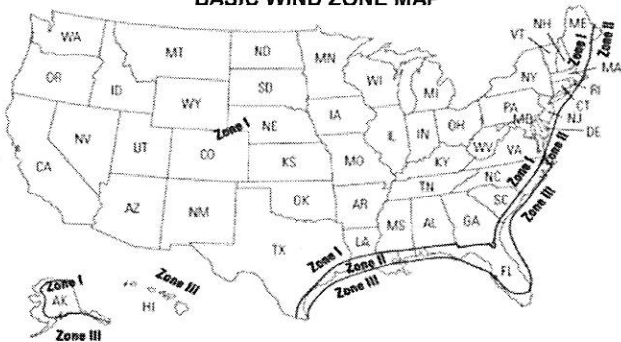 BASIC WIND ZONE MAP
WA
MT
ND
MN
VT
NH
ME
Zone I
Zone II
OR
ID
SD
WI
MI
NY
MA
RI
CT
WY
Zone I
NE
IA
PA
NJ
NV
IL
IN
OH
MD
DE
UT
CO
WV
VA
Zone II
CA
KS
MO
KY
Zone I
NC
AZ
NM
OK
AR
TN
SC
Zone III
MS
AL
GA
TX
LA
Zone I
Zone II
Zone III
FL
Zone I
AK
Zone III
Zone III
HI